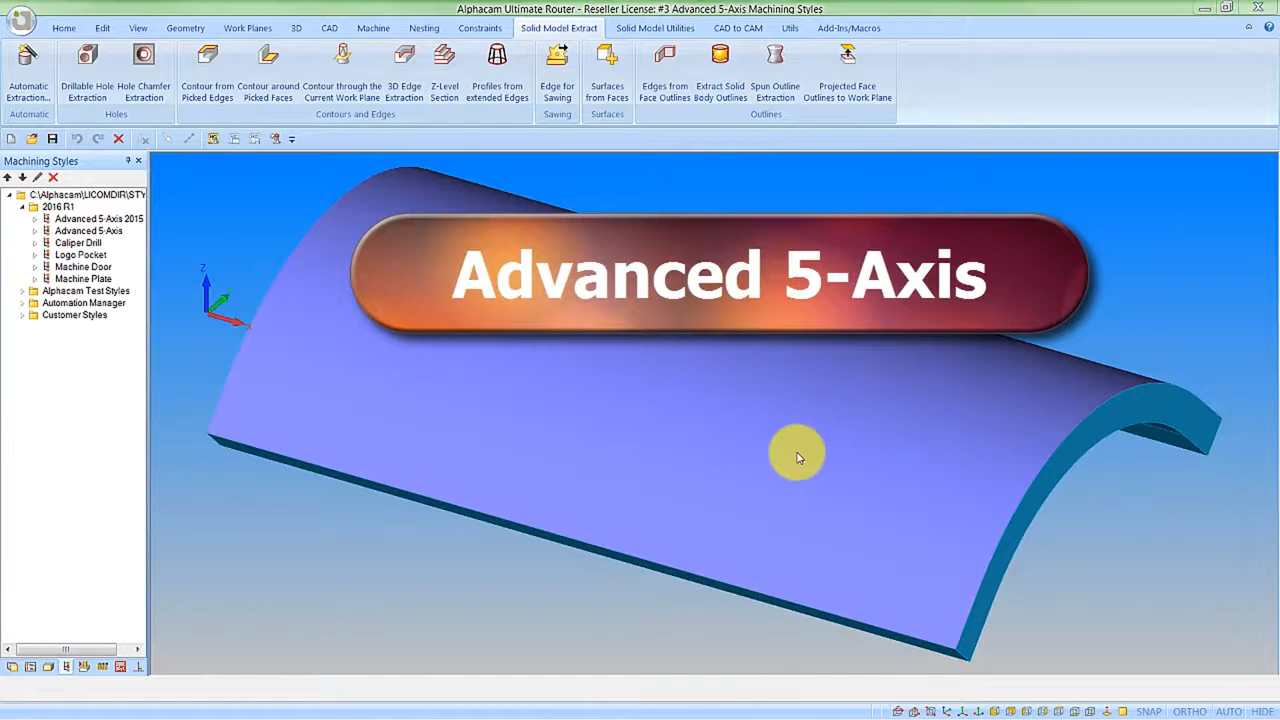 Alphacam Ultimate Router - Reseller License: #3 Advanced 5-Axis Machining Styles
Home Edit View Geometry Work Planes 3D CAD Machine Nesting Constraints Solid Model Extract Solid Model Utilities CAD to CAM Utils Add-Ins/Macros
Automatic Extraction...
Drillable Hole Extraction
Hole Chamfer Extraction
Contour from Picked Edges
Contour around Picked Faces
Contour through the Current Work Plane
3D Edge Extraction
Z-Level Section
Profiles from extended Edges
Edge for Sawing
Surfaces from Faces
Edges from Face Outlines
Extract Solid Body Outlines
Spun Outline Extraction
Projected Face Outlines to Work Plane
Automatic Holes Contours and Edges Sawing Surfaces Outlines
Machining Styles
C:\Alphacam\LICOMDIR\STY
2016 R1
Advanced 5-Axis 2015
Advanced 5-Axis
Caliper Drill
Logo Pocket
Machine Door
Machine Plate
Alphacam Test Styles
Automation Manager
Customer Styles
Z
X
Advanced 5-Axis
SNAP ORTHO AUTO HIDE